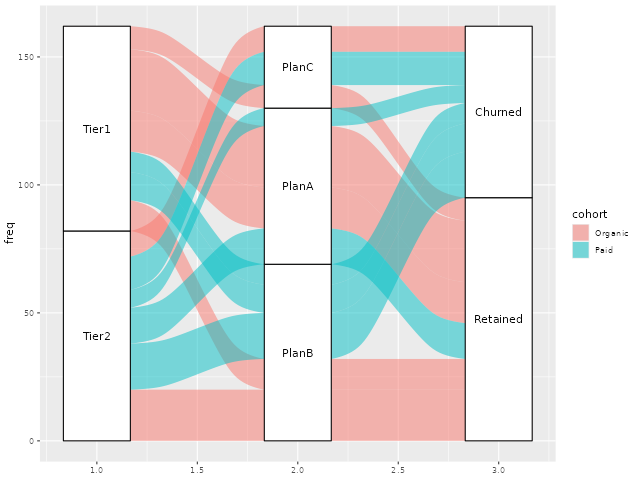 150
100
50
0
freq
Tier1
Tier2
PlanC
PlanA
PlanB
Churned
Retained
1.0
1.5
2.0
2.5
3.0
cohort
Organic
Paid